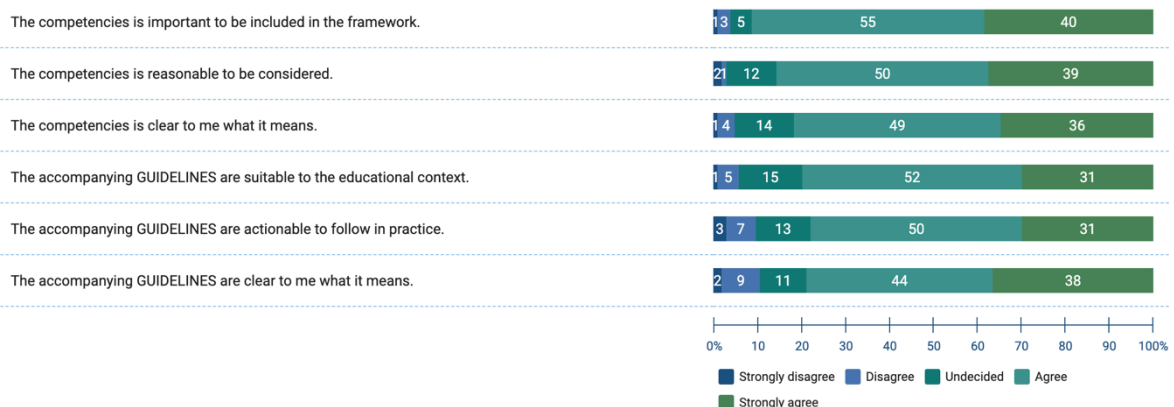 The competencies is important to be included in the framework.
1 3 5 55 40
The competencies is reasonable to be considered.
2 1 12 50 39
The competencies is clear to me what it means.
1 4 14 49 36
The accompanying GUIDELINES are suitable to the educational context.
1 5 15 52 31
The accompanying GUIDELINES are actionable to follow in practice.
3 7 13 50 31
The accompanying GUIDELINES are clear to me what it means.
2 9 11 44 38
0% 10 20 30 40 50 60 70 80 90 100%
Strongly disagree Disagree Undecided Agree
Strongly agree